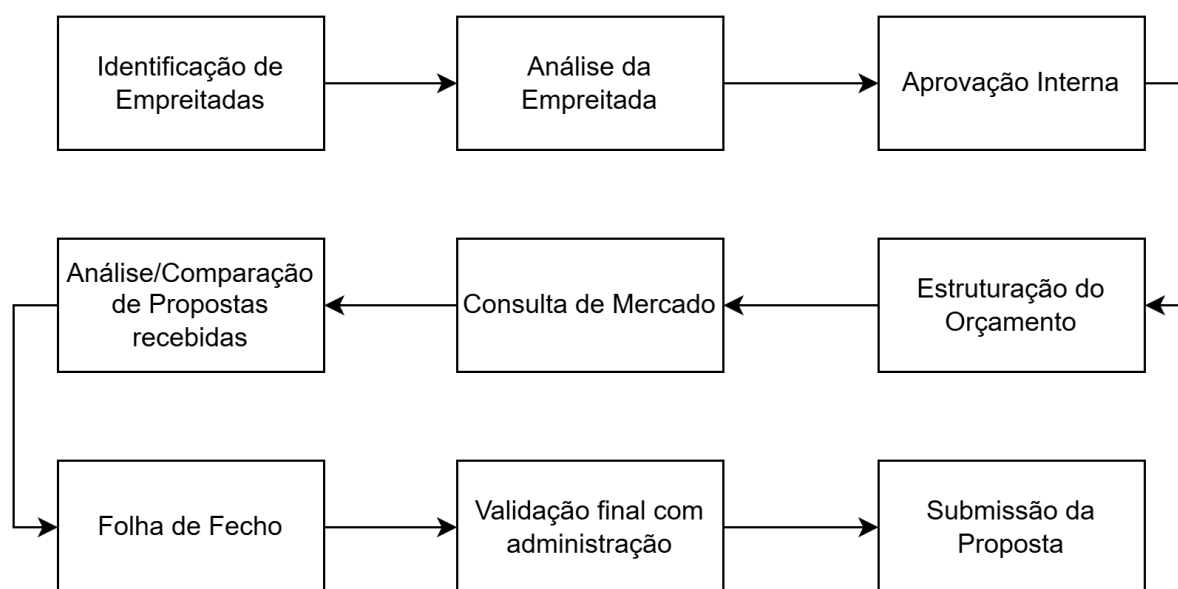 Identificação de
Empreitadas
Análise da
Empreitada
Aprovação Interna
Análise/Comparação
de Propostas
recebidas
Consulta de Mercado
Estruturação do
Orçamento
Folha de Fecho
Validação final com
administração
Submissão da
Proposta